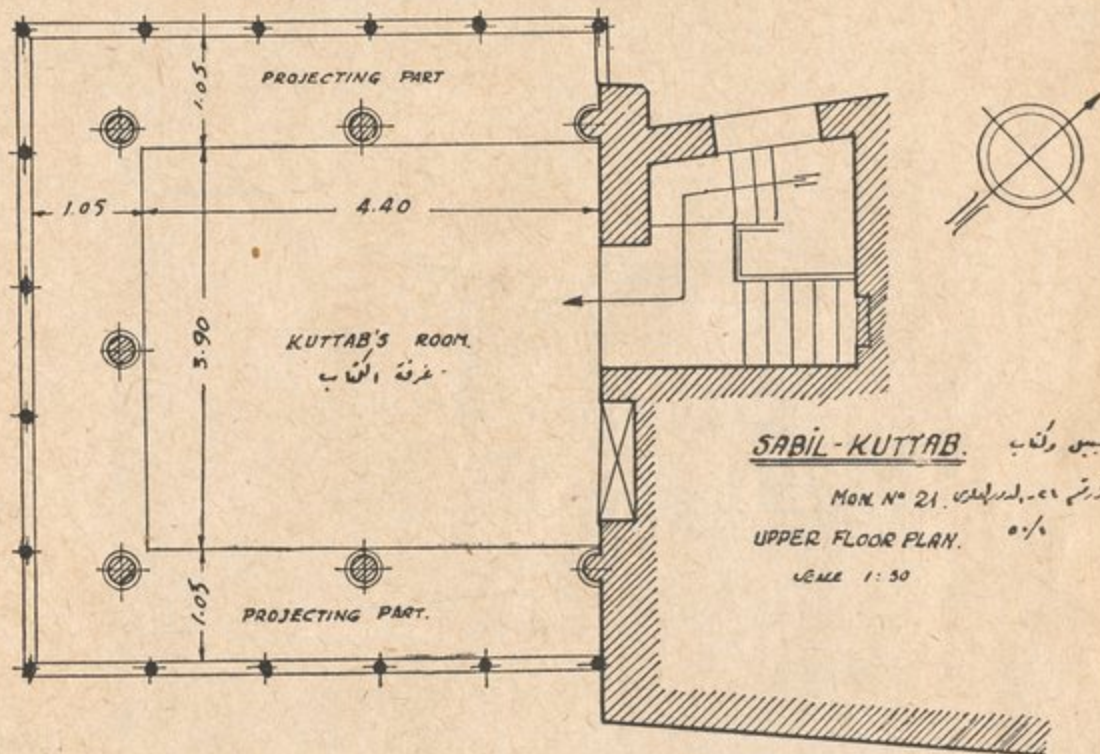 PROJECTING PART
1.05
1.05
4.40
3.90
KUTTAB'S ROOM.
غرفة الكتاب
1.05
PROJECTING PART.
SABIL-KUTTAB.
وكتاب
MON. Nº 21.
UPPER FLOOR PLAN.
SCALE 1:50